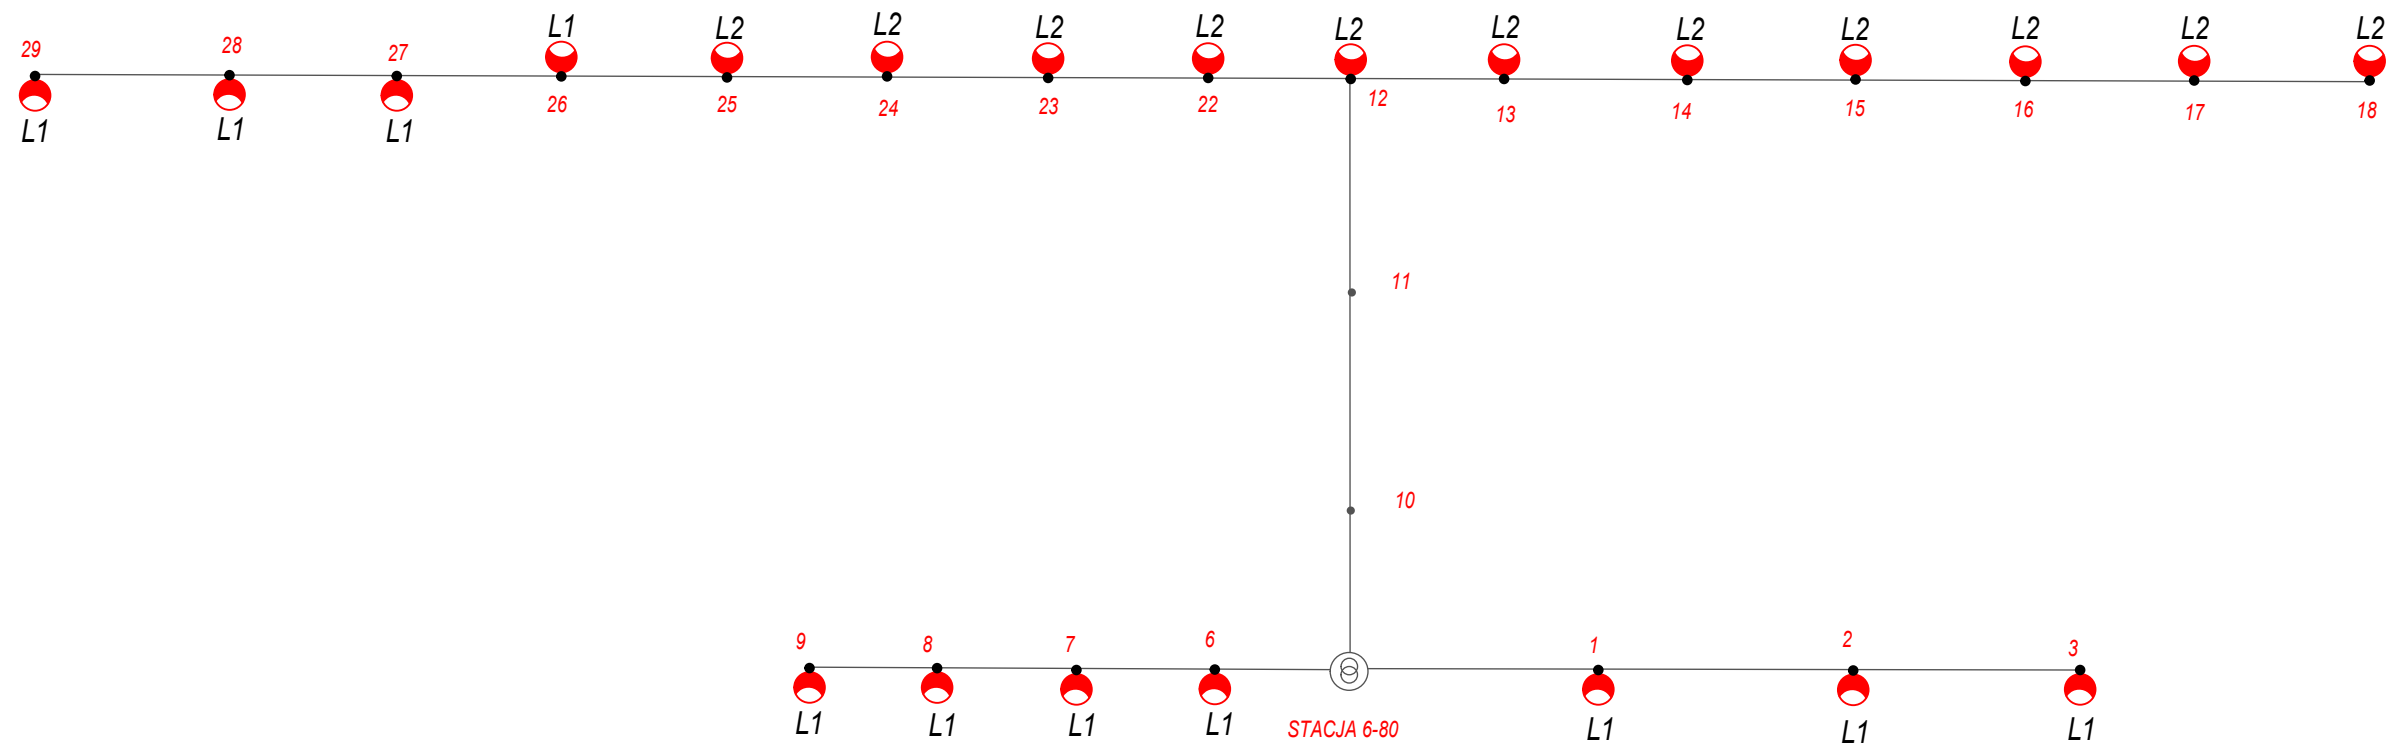 L1 L2 L2 L2 L2 L2 L2 L2 L2 L2 L2 L2
29 28 27
26 25 24 23 22 12 13 14 15 16 17 18
L1 L1 L1
11
10
9 8 7 6 1 2 3
L1 L1 L1 L1 STACJA 6-80 L1 L1 L1